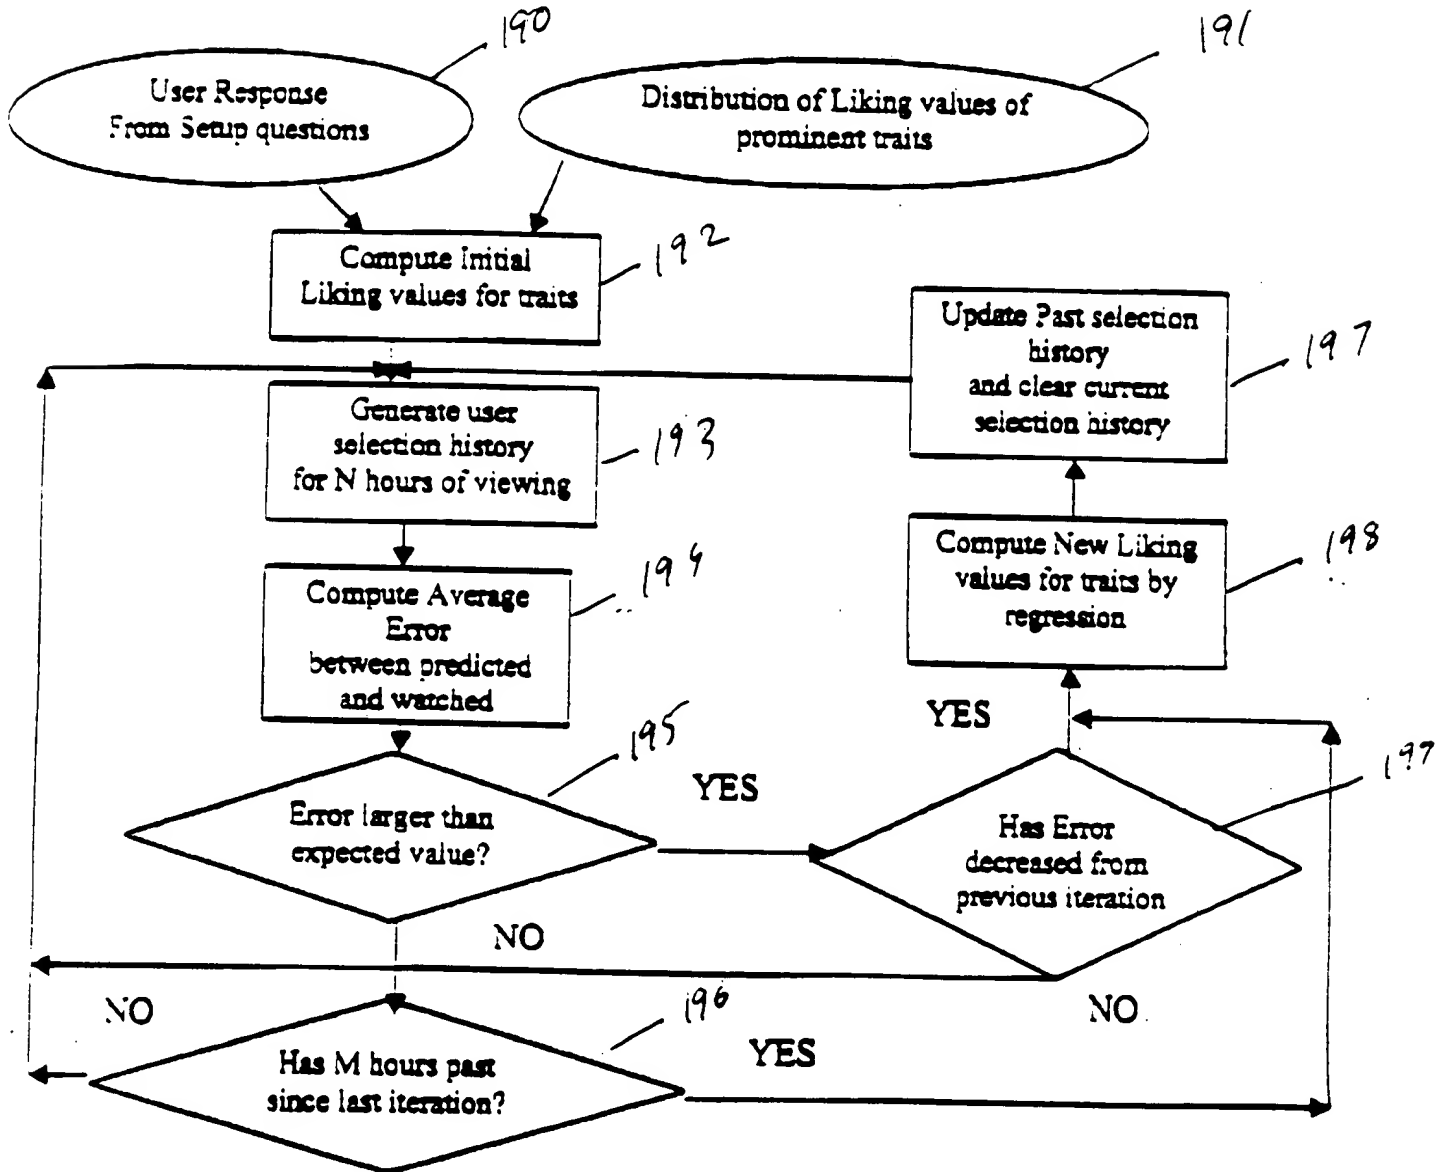 190
191
User Response
From Setup questions
Distribution of Liking values of
prominent traits
192
Compute Initial
Liking values for traits
Update Past selection
history
and clear current
selection history
197
Generate user
selection history
for N hours of viewing
193
Compute New Liking
values for traits by
regression
198
Compute Average
Error
between predicted
and watched
194
YES
195
Error larger than
expected value?
YES
197
Has Error
decreased from
previous iteration
NO
NO
NO
196
Has M hours past
since last iteration?
YES